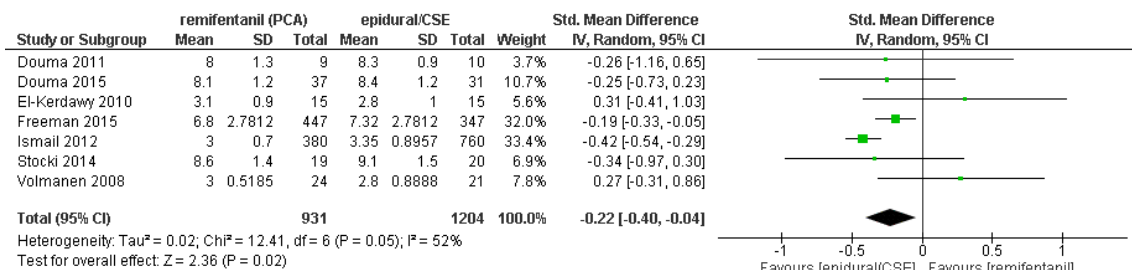 remifentanil (PCA) epidural/CSE Std. Mean Difference Std. Mean Difference
Study or Subgroup Mean SD Total Mean SD Total Weight IV, Random, 95% CI IV, Random, 95% CI
Douma 2011 8 1.3 9 8.3 0.9 10 3.7% -0.26 [-1.16, 0.65]
Douma 2015 8.1 1.2 37 8.4 1.2 31 10.7% -0.25 [-0.73, 0.23]
El-Kerdawy 2010 3.1 0.9 15 2.8 1 15 5.6% 0.31 [-0.41, 1.03]
Freeman 2015 6.8 2.7812 447 7.32 2.7812 347 32.0% -0.19 [-0.33, -0.05]
Ismail 2012 3 0.7 380 3.35 0.8957 760 33.4% -0.42 [-0.54, -0.29]
Stocki 2014 8.6 1.4 19 9.1 1.5 20 6.9% -0.34 [-0.97, 0.30]
Volmanen 2008 3 0.5185 24 2.8 0.8888 21 7.8% 0.27 [-0.31, 0.86]
Total (95% CI) 931 1204 100.0% -0.22 [-0.40, -0.04]
Heterogeneity: Tau² = 0.02; Chi² = 12.41, df = 6 (P = 0.05); I² = 52%
Test for overall effect: Z = 2.36 (P = 0.02)
-1 -0.5 0 0.5 1
Favours [epidural/CSE] Favours [remifentanil]